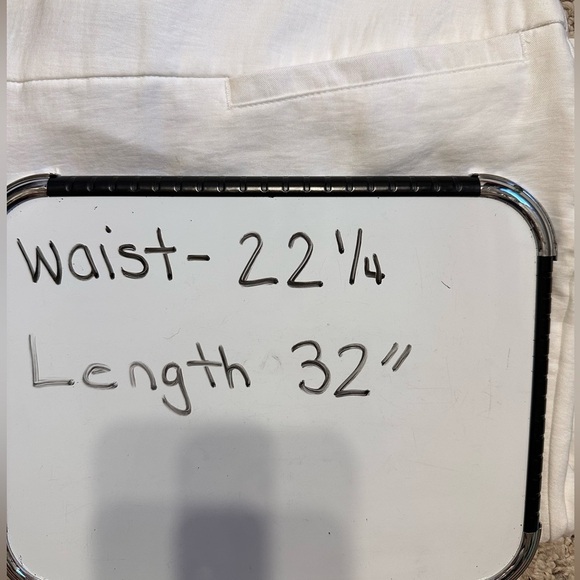 Waist- 22 1/4
Length 32"